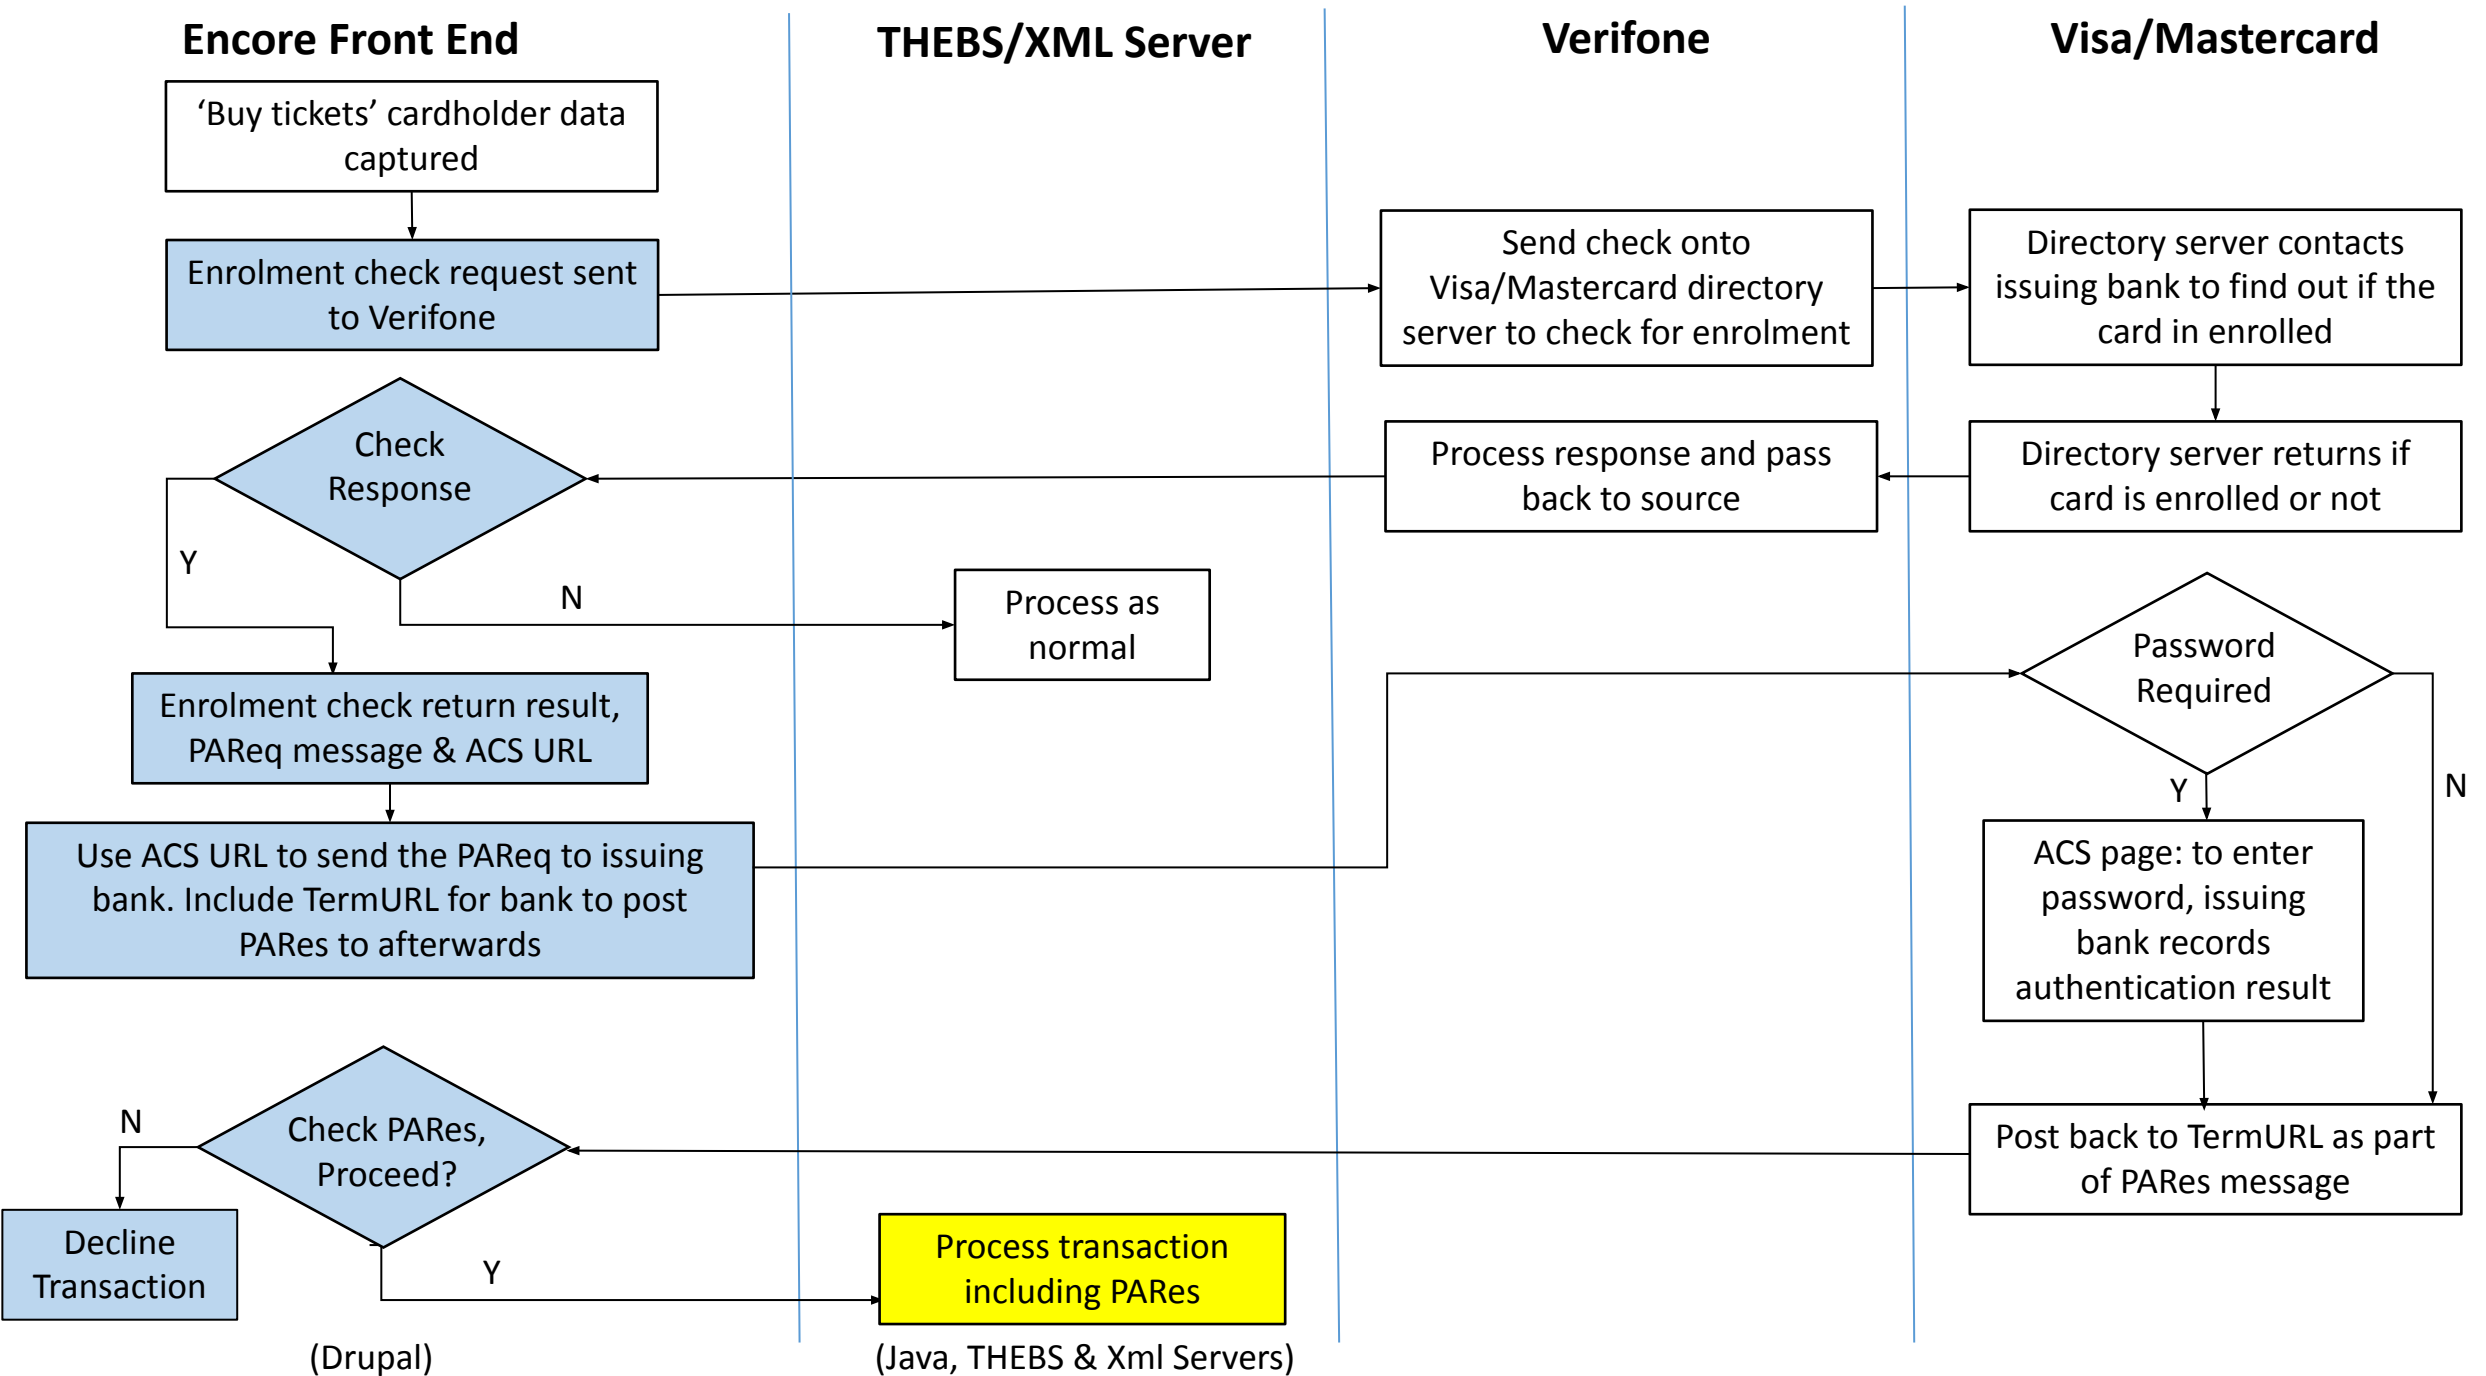 Encore Front End
THEBS/XML Server
Verifone
Visa/Mastercard
‘Buy tickets’ cardholder data
captured
Enrolment check request sent
to Verifone
Send check onto
Visa/Mastercard directory
server to check for enrolment
Directory server contacts
issuing bank to find out if the
card in enrolled
Check
Response
Process response and pass
back to source
Directory server returns if
card is enrolled or not
Y
N
Process as
normal
Password
Required
Enrolment check return result,
PAReq message & ACS URL
Y
N
Use ACS URL to send the PAReq to issuing
bank. Include TermURL for bank to post
PARes to afterwards
ACS page: to enter
password, issuing
bank records
authentication result
N
Check PARes,
Proceed?
Post back to TermURL as part
of PARes message
Decline
Transaction
Y
Process transaction
including PARes
(Drupal)
(Java, THEBS & Xml Servers)